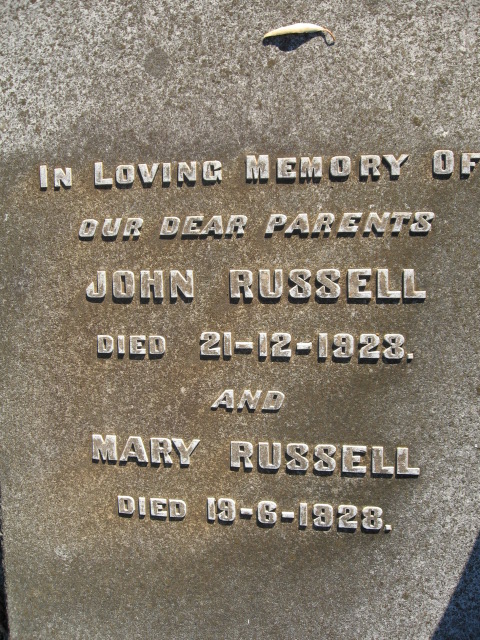 IN LOVING MEMORY OF
OUR DEAR PARENTS
JOHN RUSSELL
DIED 21-12-1928.
AND
MARY RUSSELL
DIED 19-6-1928.